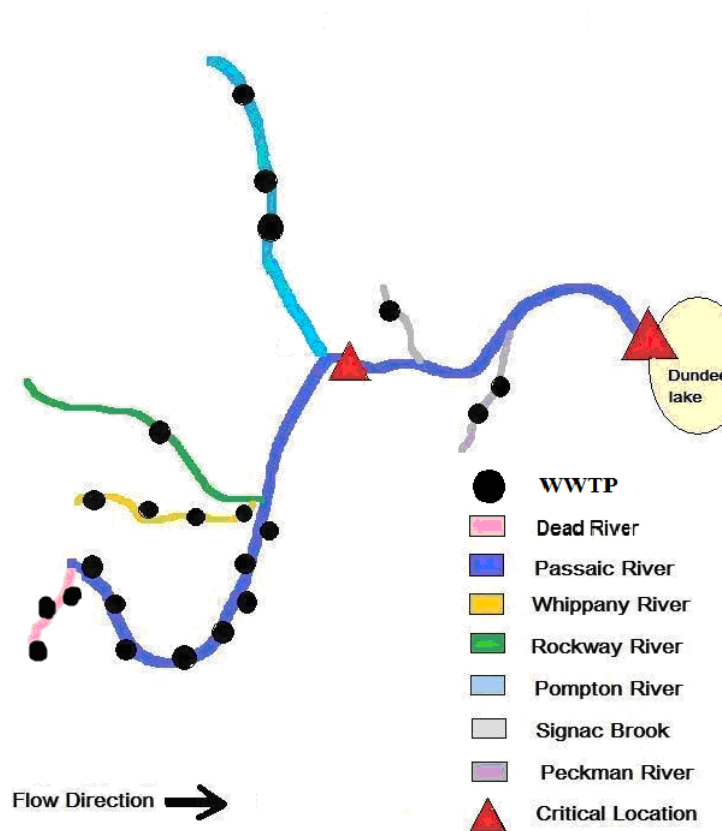 Dundee
lake
WWTP
Dead River
Passaic River
Whippany River
Rockway River
Pompton River
Signac Brook
Peckman River
Flow Direction
Critical Location